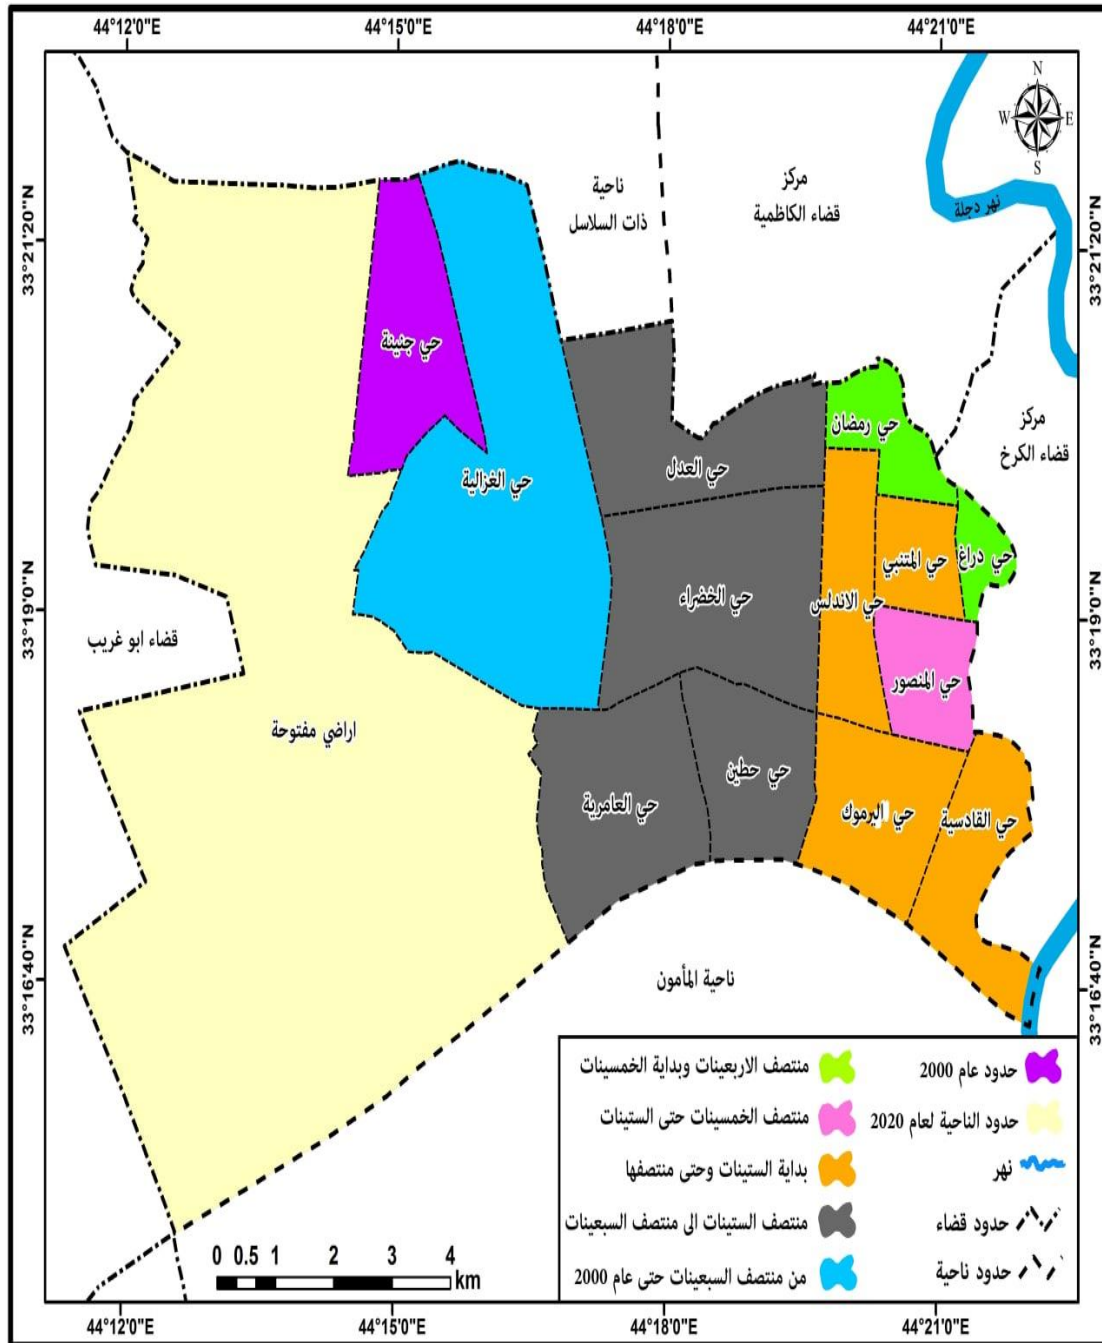 44°12'0"E
44°15'0"E
44°18'0"E
44°21'0"E
N
W
E
S
33°21'20"N
33°21'20"N
33°19'0"N
33°19'0"N
33°16'40"N
33°16'40"N
ناحية
ذات السلاسل
مركز
قضاء الكاظمية
نهر دجلة
مركز
قضاء الكرخ
حي جنينة
حي الغزالية
حي العدل
حي رمضان
حي دراغ
حي المتنبي
حي الاندلس
حي الخضراء
حي المنصور
قضاء ابو غريب
اراضي مفتوحة
حي العامرية
حي حطين
حي اليرموك
حي القادسية
ناحية المأمون
حدود عام 2000
حدود الناحية لعام 2020
نهر
حدود قضاء
حدود ناحية
منتصف الاربعينات وبداية الخمسينات
منتصف الخمسينات حتى الستينات
بداية الستينات وحتى منتصفها
منتصف الستينات الى منتصف السبعينات
من منتصف السبعينات حتى عام 2000
0 0.5 1 2 3 4
km
44°12'0"E
44°15'0"E
44°18'0"E
44°21'0"E